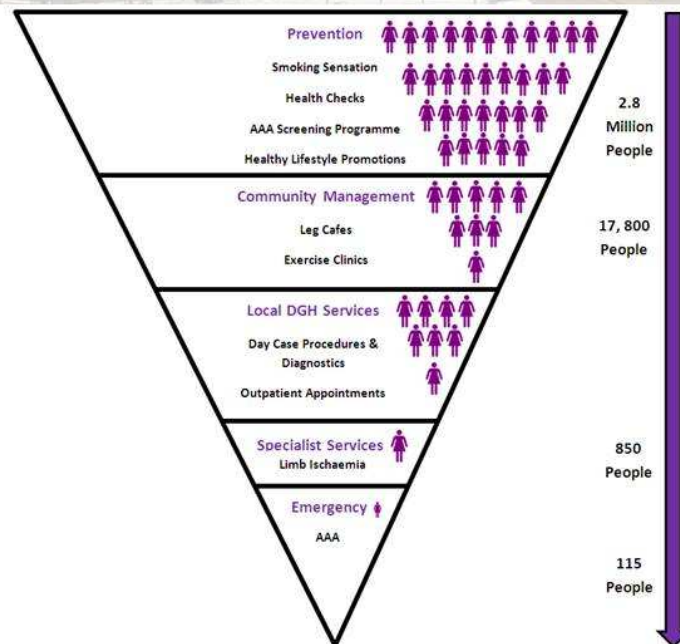 Prevention
Smoking Sensation
Health Checks
AAA Screening Programme
Healthy Lifestyle Promotions
2.8
Million
People
Community Management
Leg Cafes
Exercise Clinics
17, 800
People
Local DGH Services
Day Case Procedures &
Diagnostics
Outpatient Appointments
Specialist Services
Limb Ischaemia
850
People
Emergency
AAA
115
People